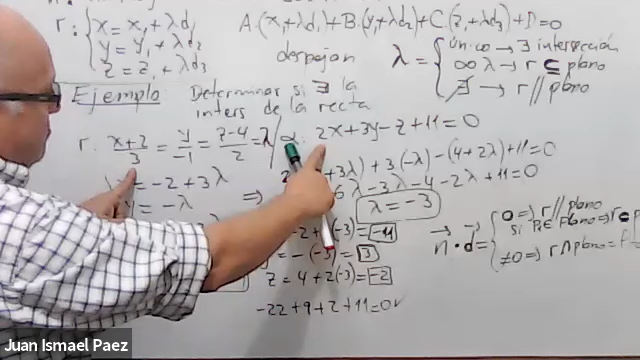 r: { x = x₁ + λd₁
y = y₁ + λd₂
z = z₁ + λd₃
A·(x₁+λd₁)+B·(y₁+λd₂)+C·(z₁+λd₃)+D=0
despejan
λ = { único → ∃ intersección
∞ λ → r ⊆ plano
∄ → r // plano
Ejemplo Determinar si ∃ la
inters de la recta
r: x+2/3 = y/-1 = z-4/2 = λ / α: 2x+3y-z+11=0
= -2+3λ
= -λ
⇒
+3λ) + 3(-λ) - (4+2λ)+11=0
6λ-3λ-4-2λ+11=0
λ = -3
-2+ (-3) = -11
= -(-3) = 3
z = 4+2(-3) = -2
-22+9+2+11=0✓
n⃗·d⃗ = { 0 ⇒ r // plano
si P∈ Plano ⇒ r⊂
≠0 ⇒ r∩plano=
Juan Ismael Paez